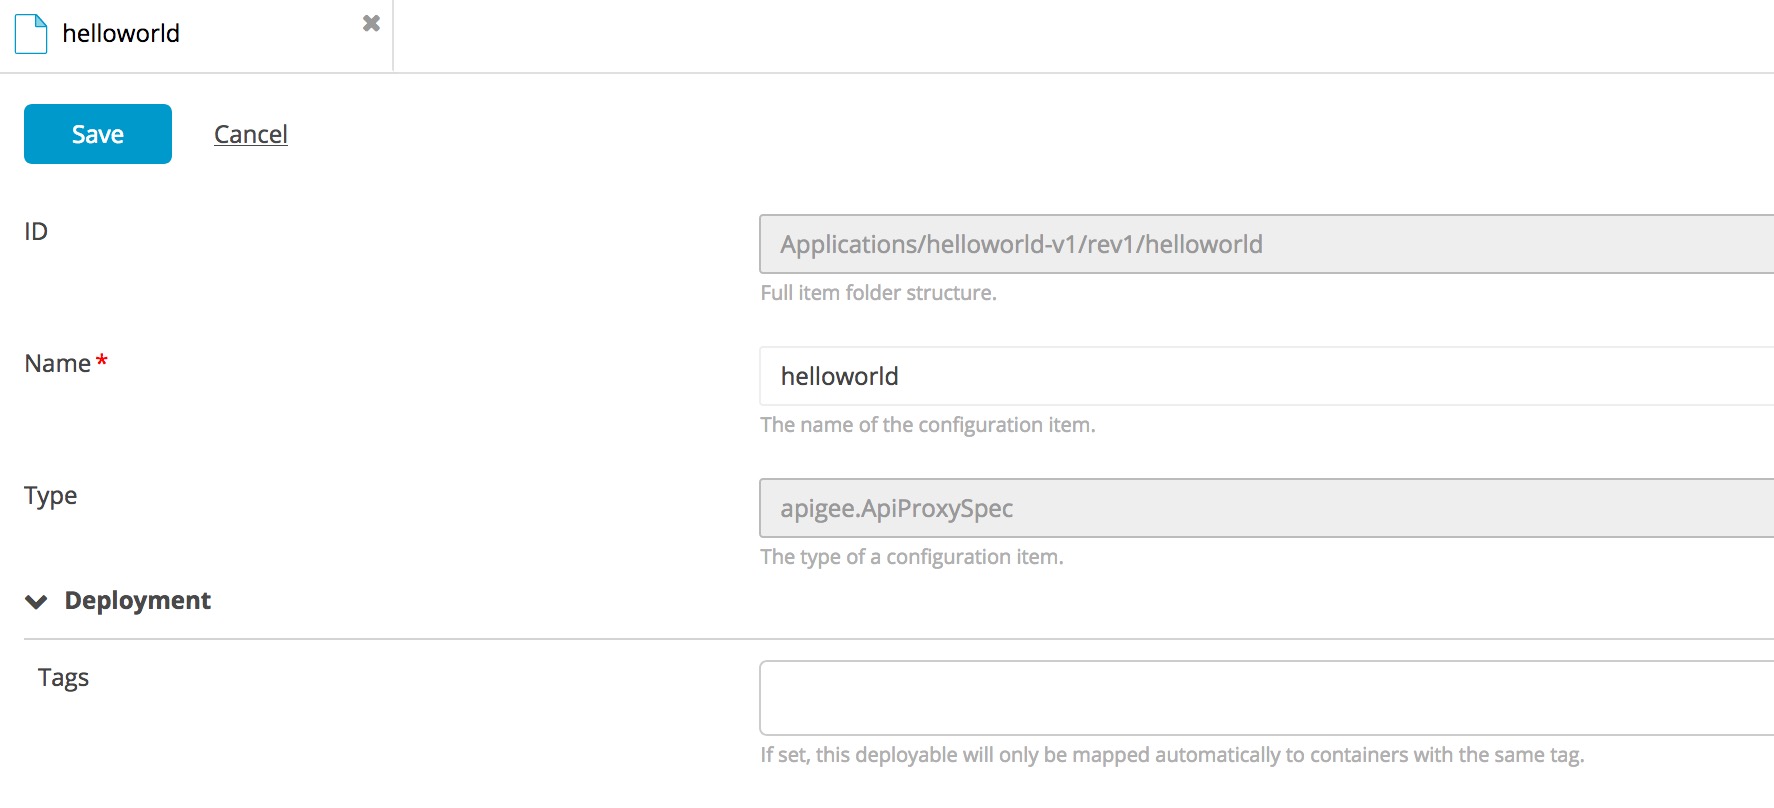 helloworld
Save Cancel
ID
Applications/helloworld-v1/rev1/helloworld
Full item folder structure.
Name *
helloworld
The name of the configuration item.
Type
apigee.ApiProxySpec
The type of a configuration item.
Deployment
Tags
If set, this deployable will only be mapped automatically to containers with the same tag.